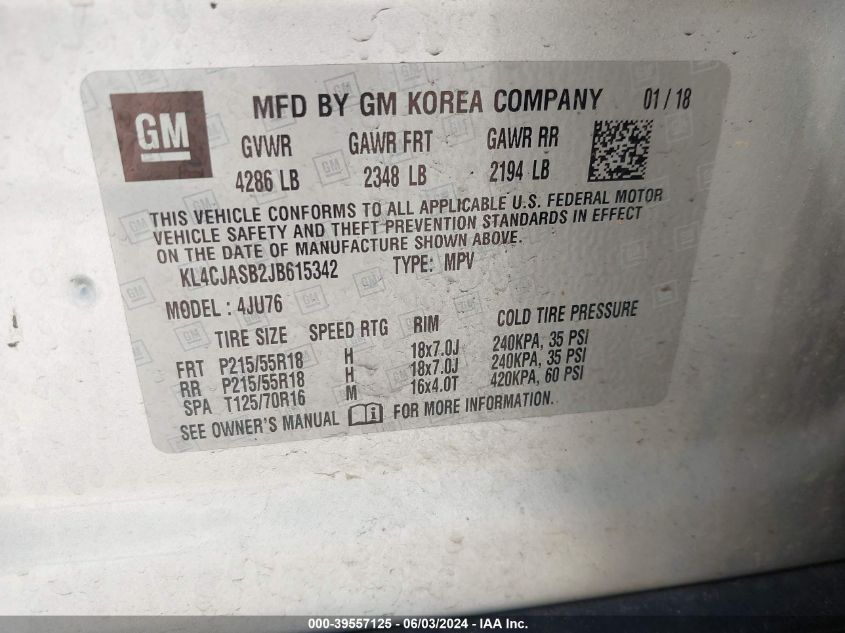 GM
MFD BY GM KOREA COMPANY 01/18
GVWR GAWR FRT GAWR RR
4286 LB 2348 LB 2194 LB
THIS VEHICLE CONFORMS TO ALL APPLICABLE U.S. FEDERAL MOTOR
VEHICLE SAFETY AND THEFT PREVENTION STANDARDS IN EFFECT
ON THE DATE OF MANUFACTURE SHOWN ABOVE.
KL4CJASB2JB615342 TYPE: MPV
MODEL: 4JU76
TIRE SIZE SPEED RTG RIM COLD TIRE PRESSURE
FRT P215/55R18 H 18x7.0J 240KPA, 35 PSI
RR P215/55R18 H 18x7.0J 240KPA, 35 PSI
SPA T125/70R16 M 16x4.0T 420KPA, 60 PSI
SEE OWNER'S MANUAL FOR MORE INFORMATION.
000-39557125 - 06/03/2024 - IAA Inc.